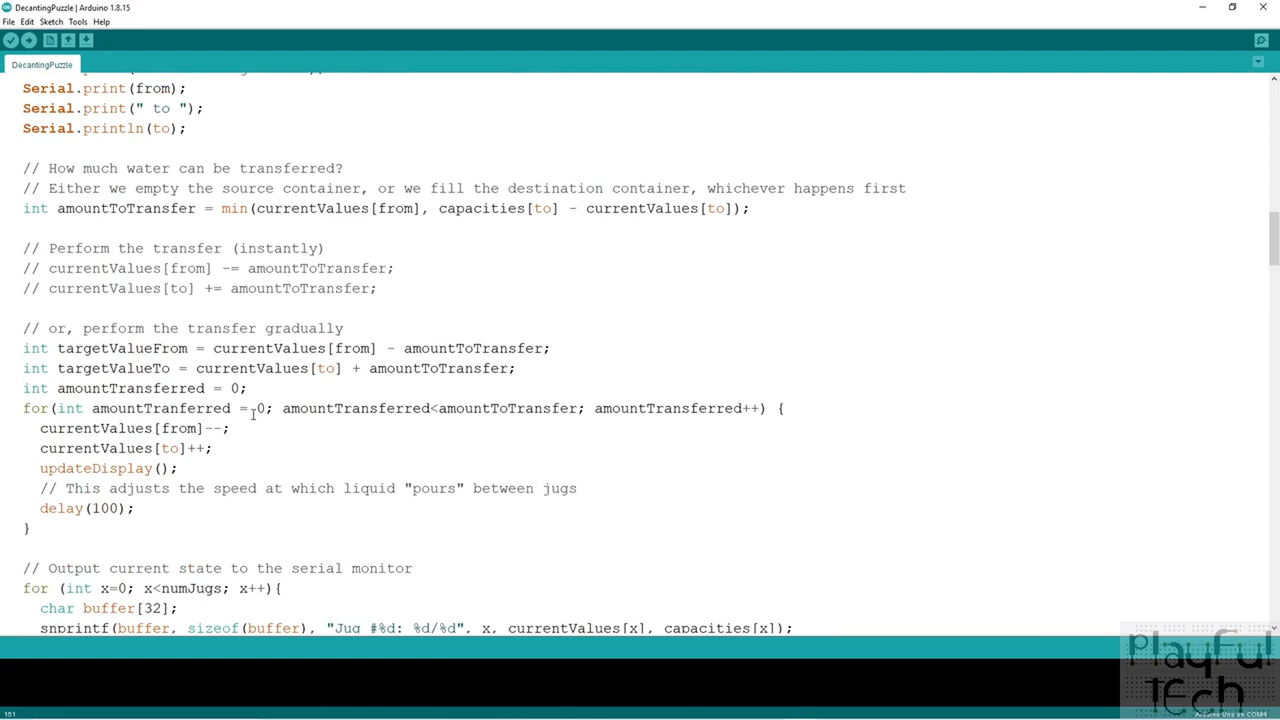 DecantingPuzzle | Arduino 1.8.15
File Edit Sketch Tools Help
DecantingPuzzle
Serial.print(from);
Serial.print(" to ");
Serial.println(to);
// How much water can be transferred?
// Either we empty the source container, or we fill the destination container, whichever happens first
int amountToTransfer = min(currentValues[from], capacities[to] - currentValues[to]);
// Perform the transfer (instantly)
// currentValues[from] -= amountToTransfer;
// currentValues[to] += amountToTransfer;
// or, perform the transfer gradually
int targetValueFrom = currentValues[from] - amountToTransfer;
int targetValueTo = currentValues[to] + amountToTransfer;
int amountTransferred = 0;
for(int amountTranferred = 0; amountTransferred<amountToTransfer; amountTransferred++) {
currentValues[from]--;
currentValues[to]++;
updateDisplay();
// This adjusts the speed at which liquid "pours" between jugs
delay(100);
}
// Output current state to the serial monitor
for (int x=0; x<numJugs; x++){
char buffer[32];
snprintf(buffer, sizeof(buffer), "Jug #%d: %d/%d", x, currentValues[x], capacities[x]);
PlayFul
TECh
151
Arduino Uno on COM4